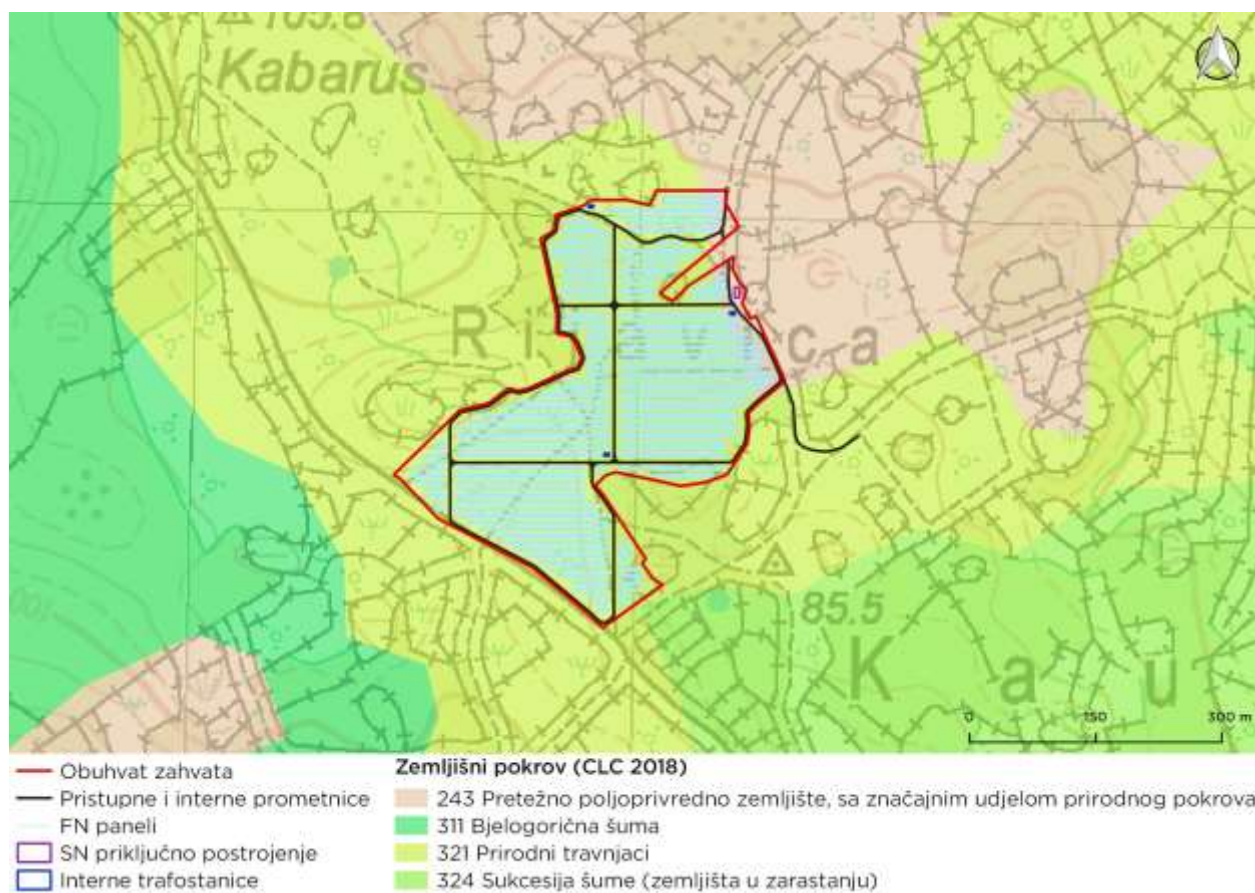 105.8
Kabarus
85.5
K a u
0 150 300 m
Obuhvat zahvata
Pristupne i interne prometnice
FN paneli
SN priključno postrojenje
Interne trafostanice
Zemljišni pokrov (CLC 2018)
243 Pretežno poljoprivredno zemljište, sa značajnim udjelom prirodnog pokrova
311 Bjelogorična šuma
321 Prirodni travnjaci
324 Sukcesija šume (zemljišta u zarastanju)